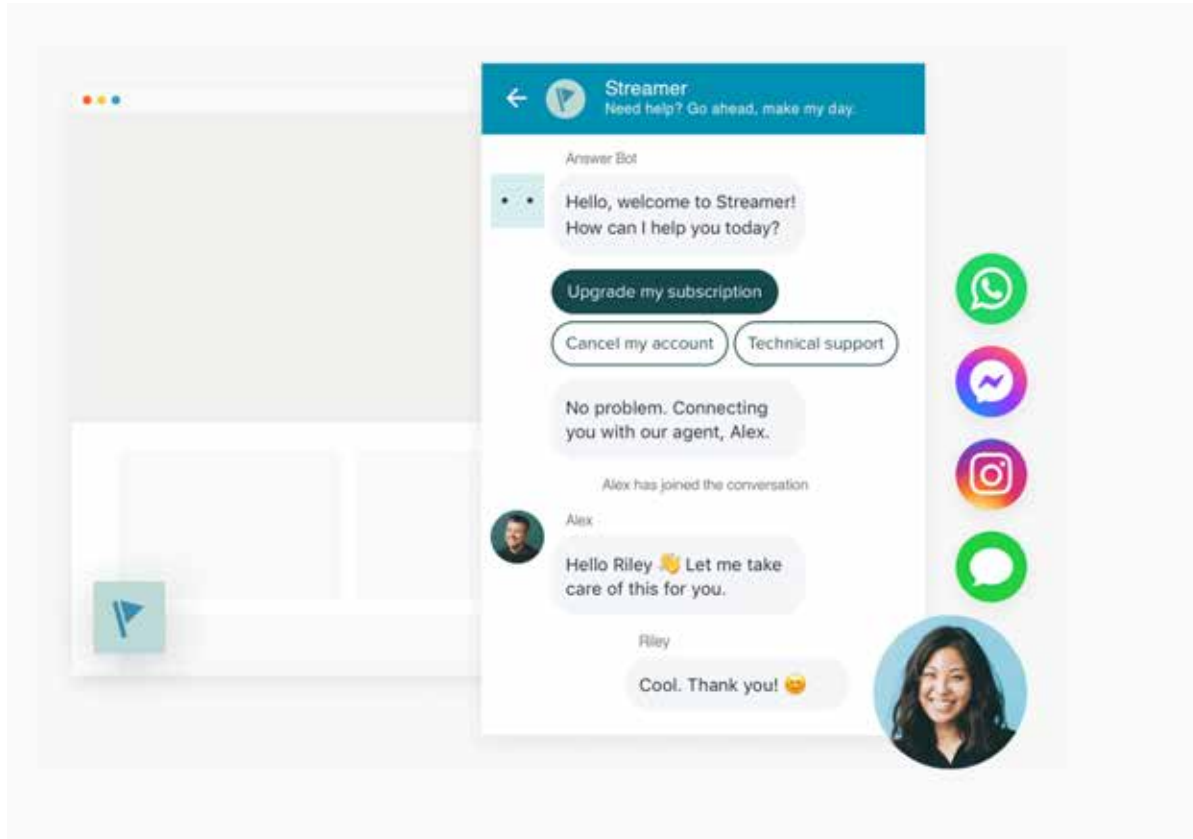 Streamer
Need help? Go ahead, make my day.
Answer Bot
Hello, welcome to Streamer!
How can I help you today?
Upgrade my subscription
Cancel my account
Technical support
No problem. Connecting
you with our agent, Alex.
Alex has joined the conversation
Alex
Hello Riley 👋 Let me take
care of this for you.
Riley
Cool. Thank you! 😊